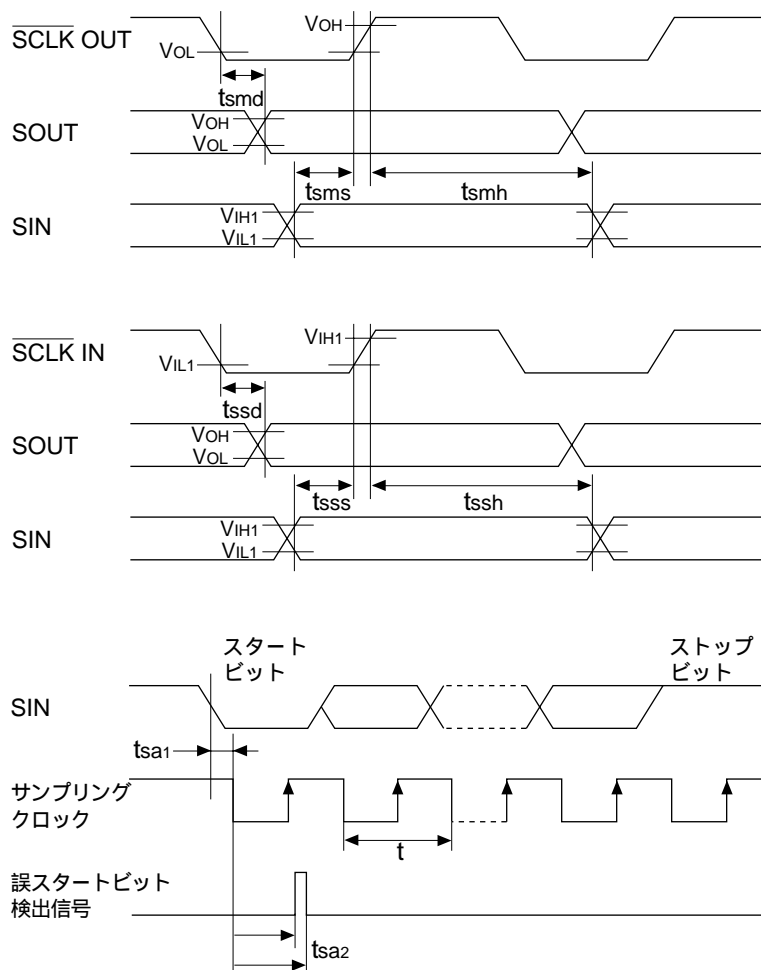 SCLK OUT
VOH
VOL
tsmd
SOUT
VOH
VOL
tsms
tsmh
SIN
VIH1
VIL1
SCLK IN
VIH1
VIL1
tssd
SOUT
VOH
VOL
tsss
tssh
SIN
VIH1
VIL1
スタート
ビット
ストップ
ビット
SIN
tsa1
サンプリング
クロック
t
誤スタートビット
検出信号
tsa2